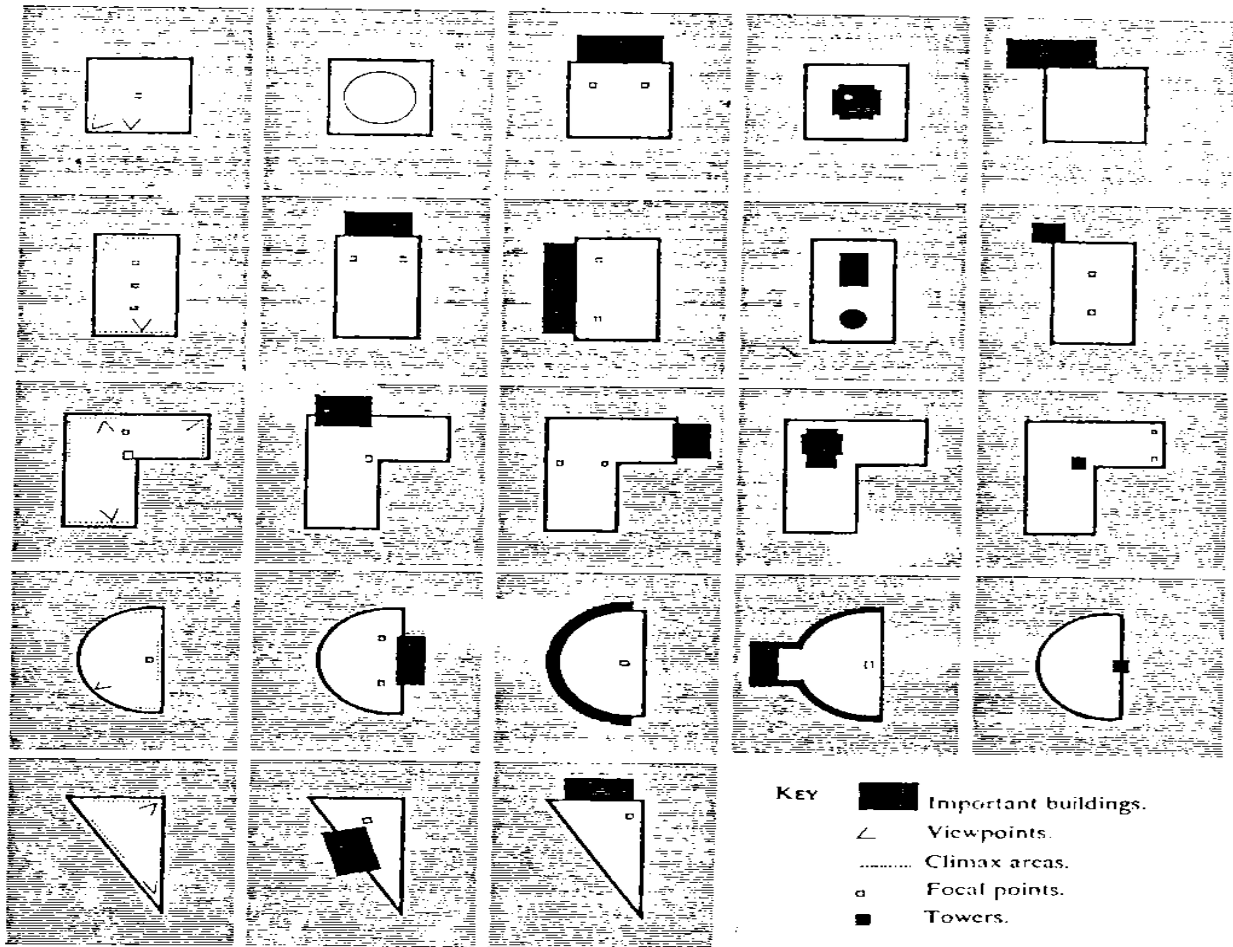 KEY
Important buildings.
Viewpoints.
Climax areas.
Focal points.
Towers.